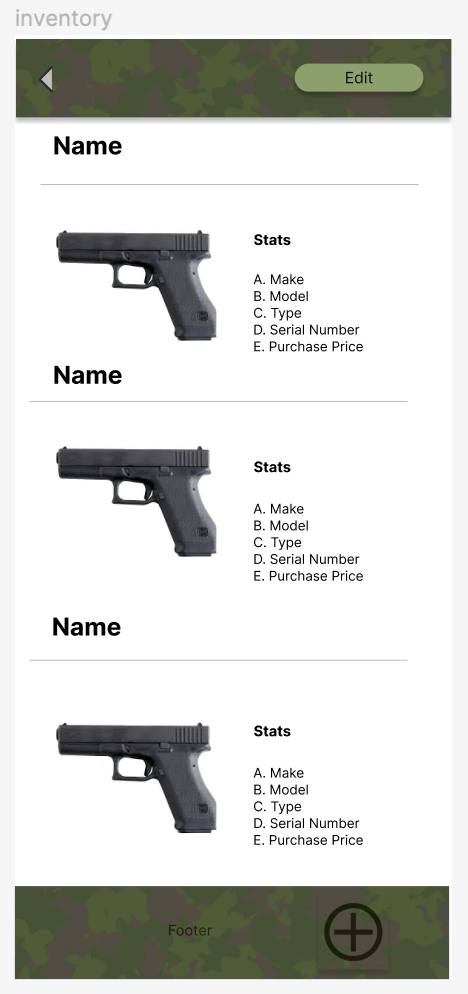 inventory
Edit
Name
Stats
A. Make
B. Model
C. Type
D. Serial Number
E. Purchase Price
Name
Stats
A. Make
B. Model
C. Type
D. Serial Number
E. Purchase Price
Name
Stats
A. Make
B. Model
C. Type
D. Serial Number
E. Purchase Price
Footer